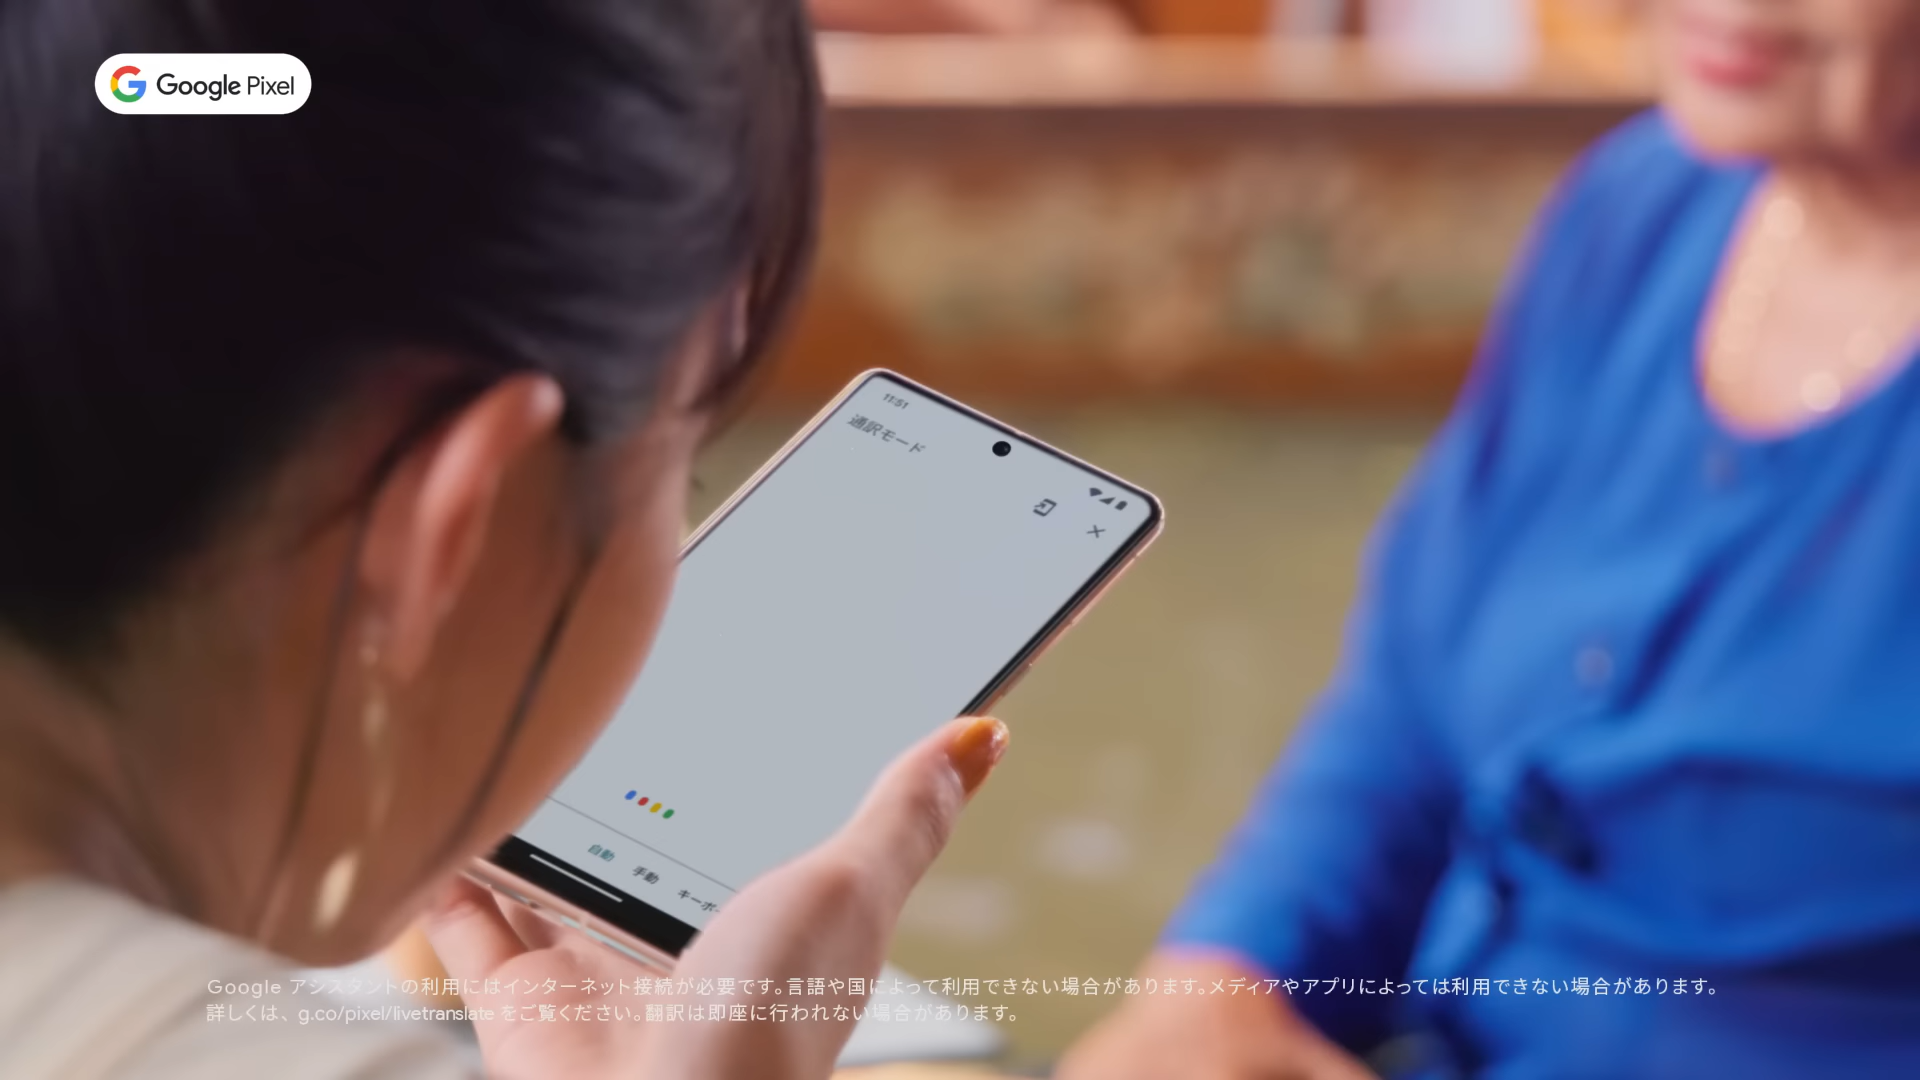 Google Pixel
11:51
通訳モード
自動 手動 キーボー
Google アシスタントの利用にはインターネット接続が必要です。言語や国によって利用できない場合があります。メディアやアプリによっては利用できない場合があります。
詳しくは、g.co/pixel/livetranslate をご覧ください。翻訳は即座に行われない場合があります。